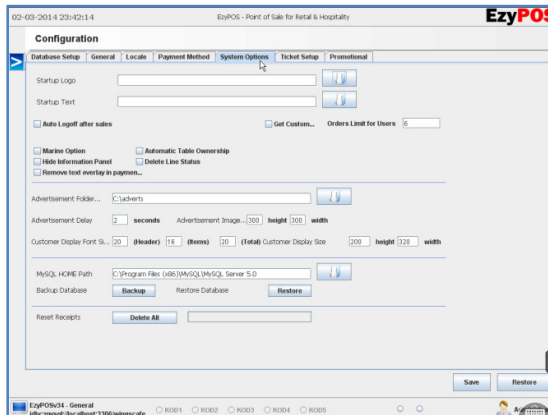 02-03-2014 23:42:14 EzyPOS - Point of Sale for Retail & Hospitality EzyPOS
Configuration
Database Setup General Locale Payment Method System Options Ticket Setup Promotional
>
Startup Logo
Startup Text
Auto Logoff after sales Get Custom... Orders Limit for Users 6
Marine Option Automatic Table Ownership
Hide Information Panel Delete Line Status
Remove text overlay in paymen...
Advertisement Folder... C:\adverts
Advertisement Delay 2 seconds Advertisement Image... 300 height 300 width
Customer Display Font Si... 20 (Header) 16 (Items) 20 (Total) Customer Display Size 200 height 320 width
MySQL HOME Path C:\Program Files (x86)\MySQL\MySQL Server 5.0
Backup Database Backup Restore Database Restore
Reset Receipts Delete All
Save Restore
EzyPOSv34 - General
jdbc:mysql://localhost:3306/wingscafe KOD1 KOD2 KOD3 KOD4 KOD5